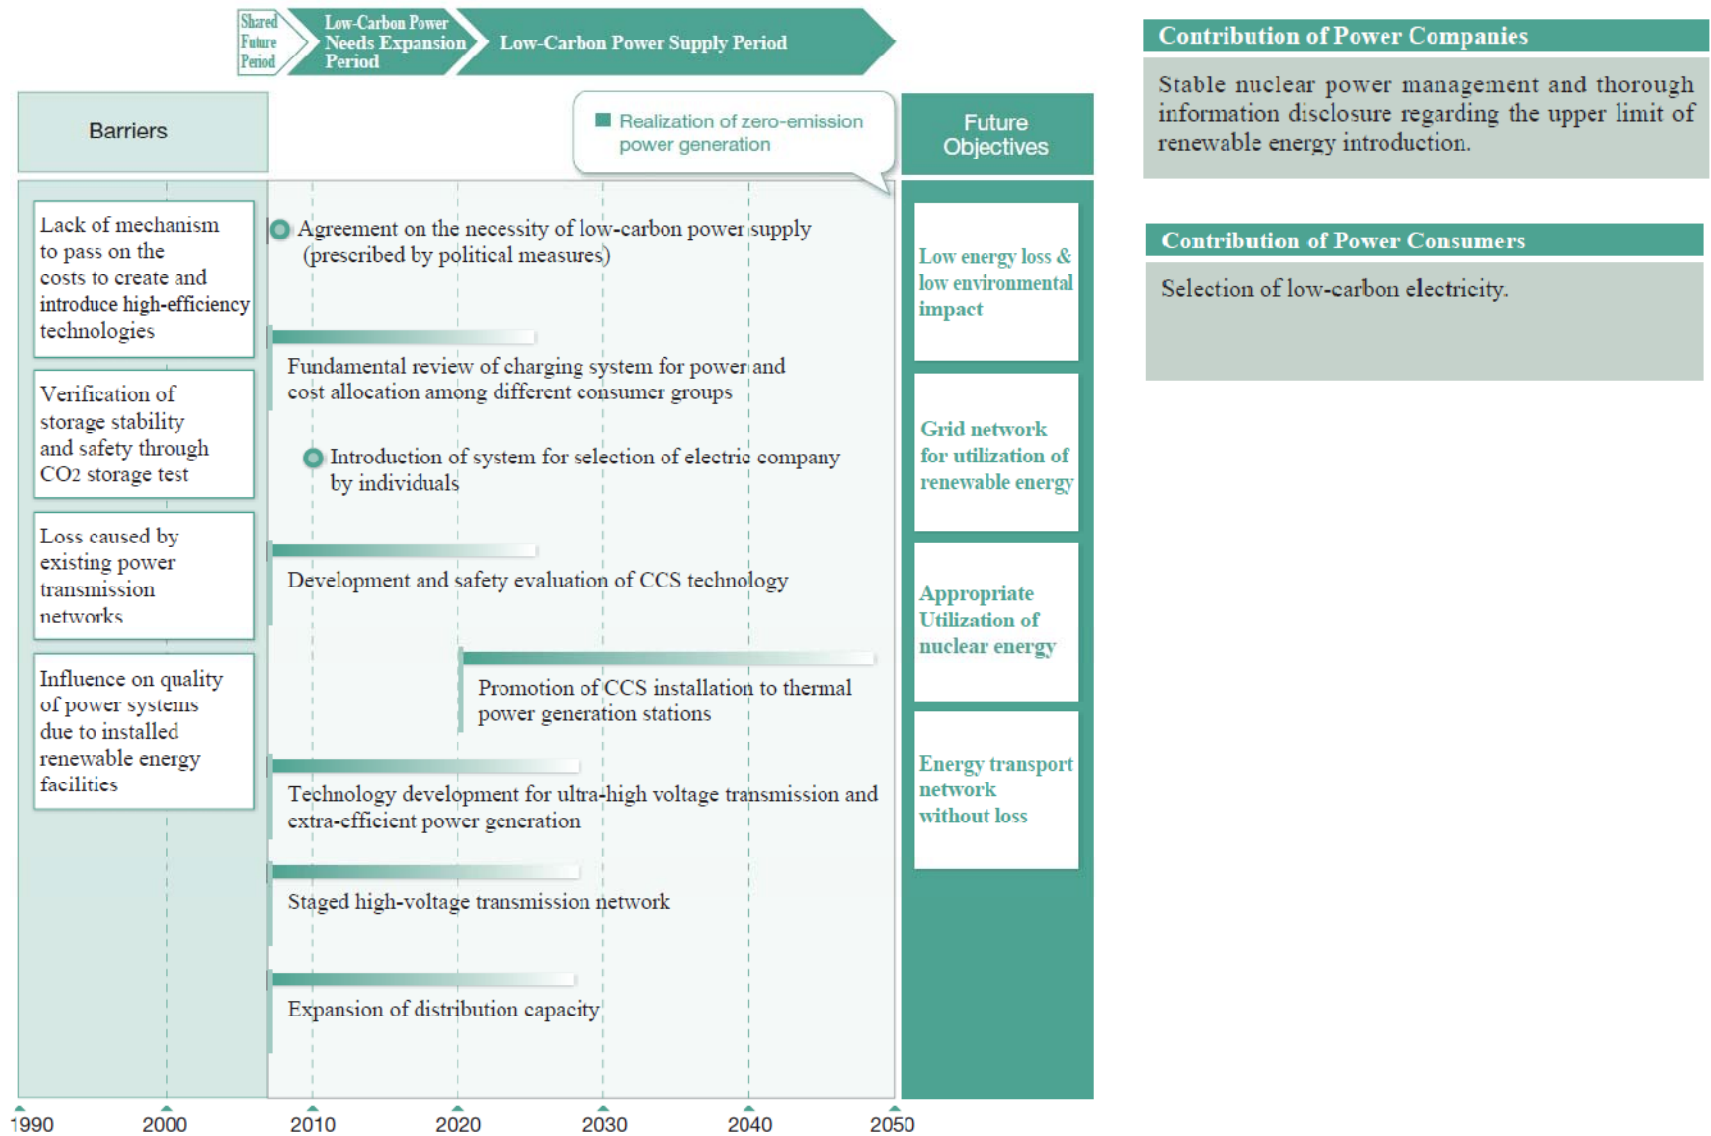 Shared
Future
Period
Low-Carbon Power
Needs Expansion
Period
Low-Carbon Power Supply Period
Barriers
Realization of zero-emission
power generation
Future
Objectives
Lack of mechanism
to pass on the
costs to create and
introduce high-efficiency
technologies
Verification of
storage stability
and safety through
CO2 storage test
Loss caused by
existing power
transmission
networks
Influence on quality
of power systems
due to installed
renewable energy
facilities
Agreement on the necessity of low-carbon power supply
(prescribed by political measures)
Fundamental review of charging system for power and
cost allocation among different consumer groups
Introduction of system for selection of electric company
by individuals
Development and safety evaluation of CCS technology
Promotion of CCS installation to thermal
power generation stations
Technology development for ultra-high voltage transmission and
extra-efficient power generation
Staged high-voltage transmission network
Expansion of distribution capacity
Low energy loss &
low environmental
impact
Grid network
for utilization of
renewable energy
Appropriate
Utilization of
nuclear energy
Energy transport
network
without loss
1990
2000
2010
2020
2030
2040
2050
Contribution of Power Companies
Stable nuclear power management and thorough
information disclosure regarding the upper limit of
renewable energy introduction.
Contribution of Power Consumers
Selection of low-carbon electricity.